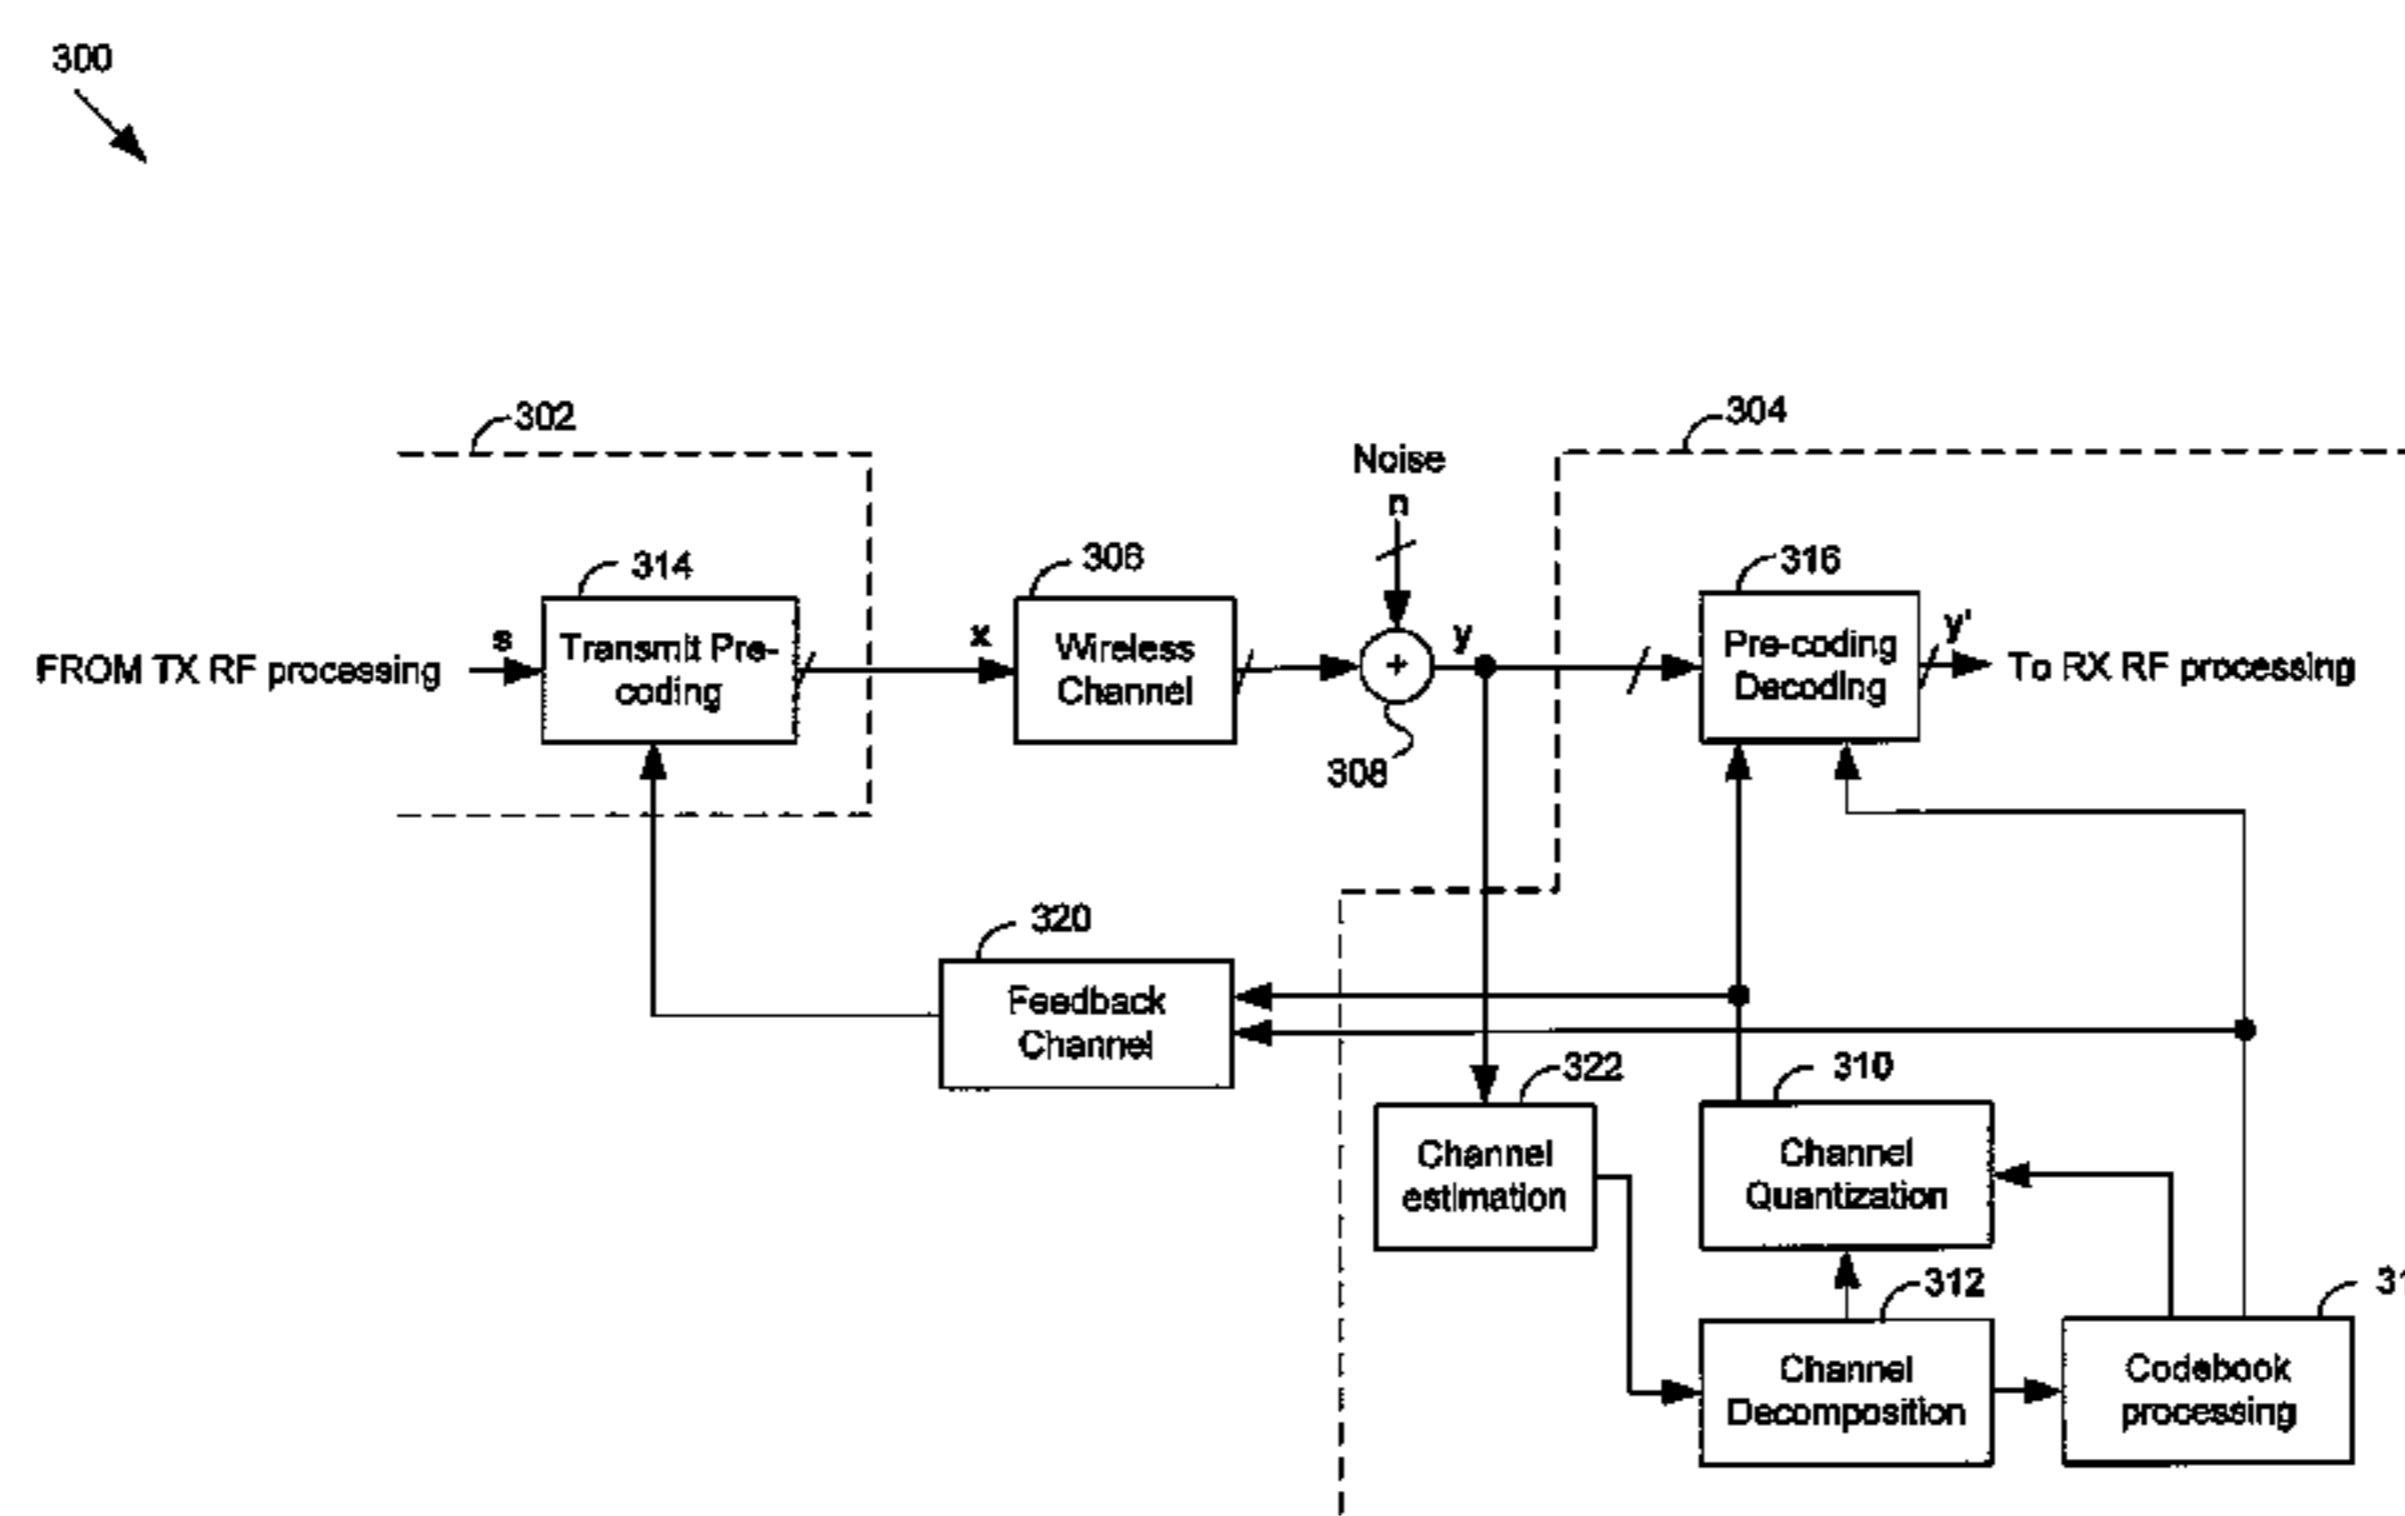 300
302
304
Noise
n
314
306
316
s
x
y
y'
FROM TX RF processing
Transmit Pre-
coding
Wireless
Channel
+
Pre-coding
Decoding
To RX RF processing
308
320
Feedback
Channel
322
310
Channel
estimation
Channel
Quantization
312
Channel
Decomposition
Codebook
processing